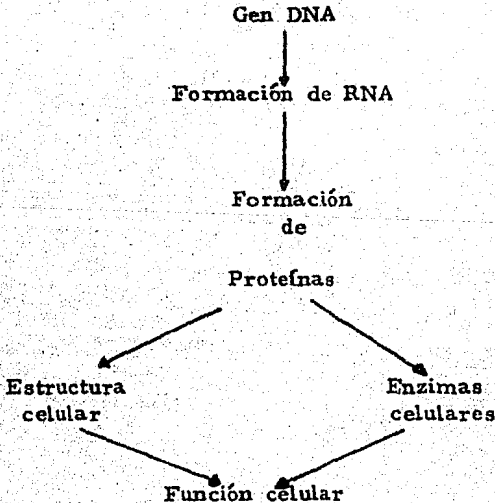 Gen DNA
Formación de RNA
Formación
de
Proteínas
Estructura
celular
Enzimas
celulares
Función celular